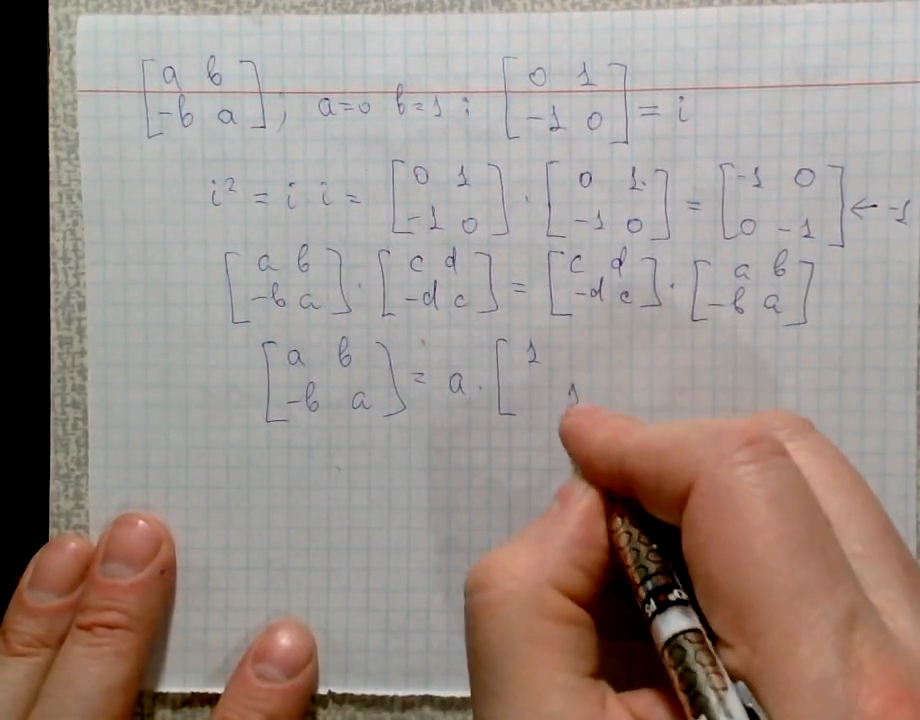 [a b; -b a]; a=0 b=1 : [0 1; -1 0] = i
i² = i i = [0 1; -1 0] · [0 1; -1 0] = [-1 0; 0 -1] ← -1
[a b; -b a] · [c d; -d c] = [c d; -d c] · [a b; -b a]
[a b; -b a] = a · [1 1